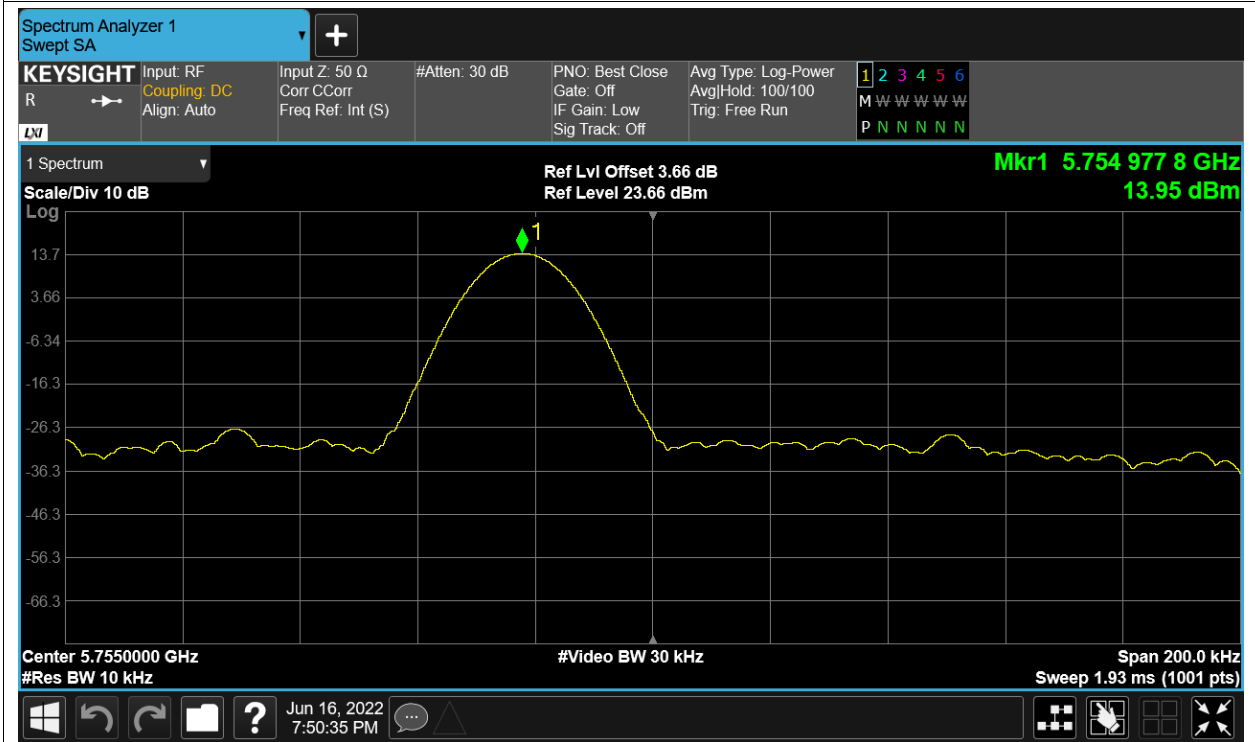 Spectrum Analyzer 1
Swept SA
KEYSIGHT
R
LXI
Input: RF
Coupling: DC
Align: Auto
Input Z: 50 Ω
Corr CCorr
Freq Ref: Int (S)
#Atten: 30 dB
PNO: Best Close
Gate: Off
IF Gain: Low
Sig Track: Off
Avg Type: Log-Power
Avg|Hold: 100/100
Trig: Free Run
1 2 3 4 5 6
M W W W W W
P N N N N N
1 Spectrum
Scale/Div 10 dB
Log
Ref Lvl Offset 3.66 dB
Ref Level 23.66 dBm
Mkr1 5.754 977 8 GHz
13.95 dBm
1
13.7
3.66
-6.34
-16.3
-26.3
-36.3
-46.3
-56.3
-66.3
Center 5.7550000 GHz
#Res BW 10 kHz
#Video BW 30 kHz
Span 200.0 kHz
Sweep 1.93 ms (1001 pts)
?
Jun 16, 2022
7:50:35 PM